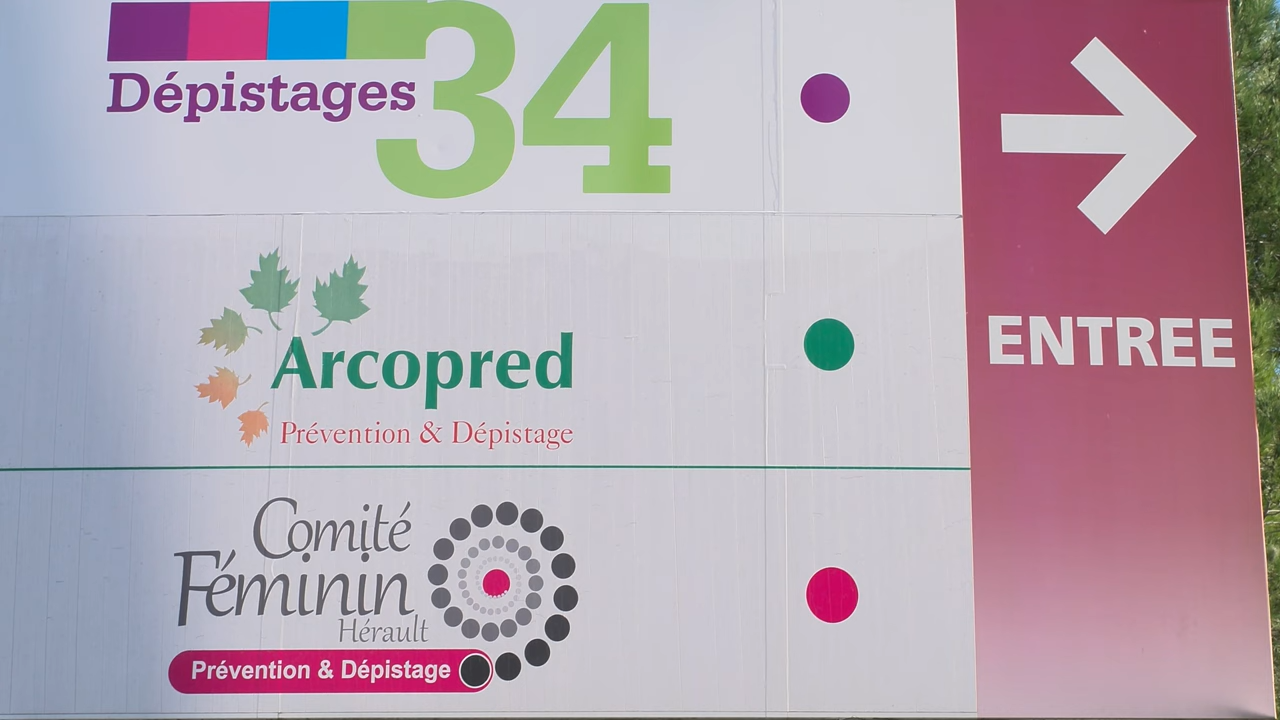 Dépistages
34
ENTREE
Arcopred
Prévention & Dépistage
Comité
Féminin
Hérault
Prévention & Dépistage